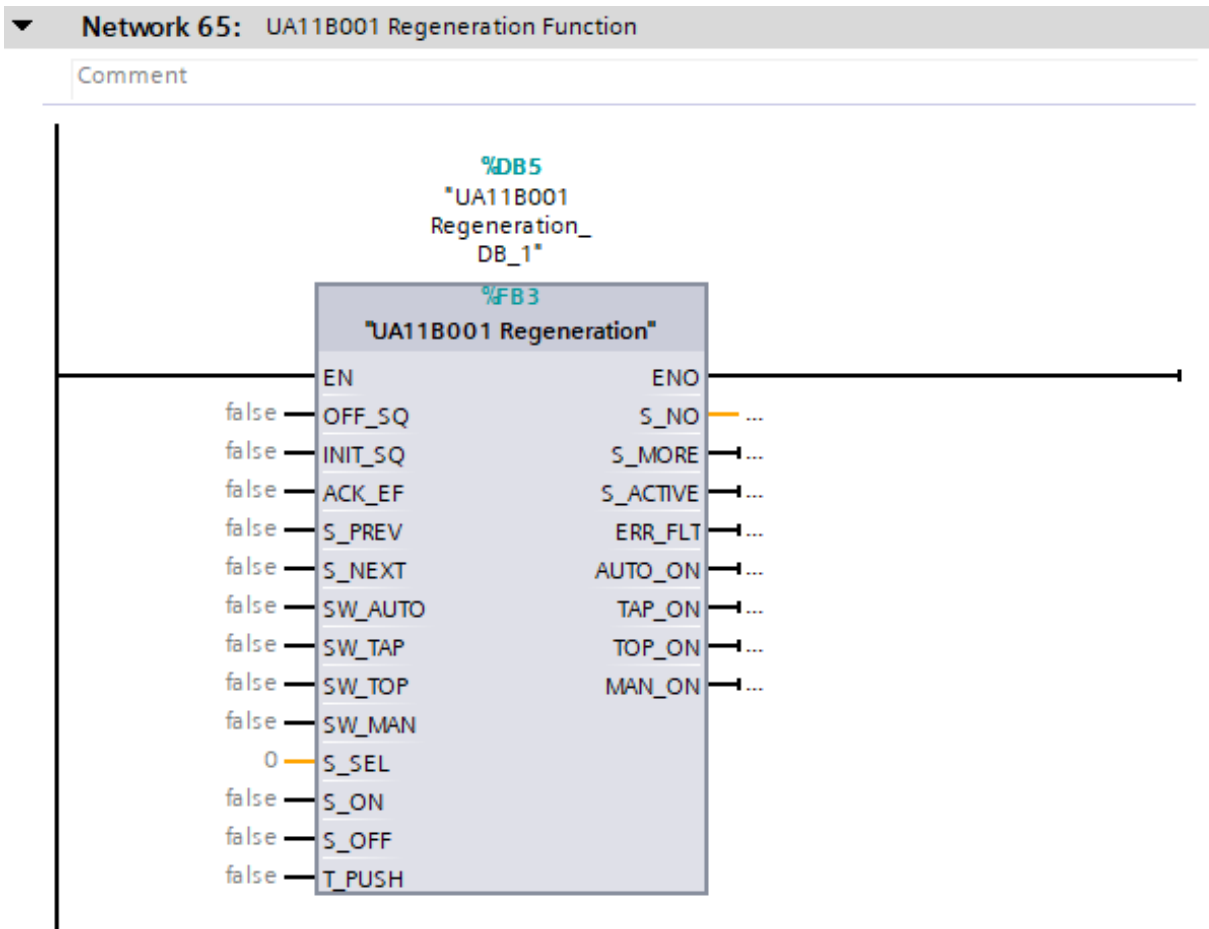 Network 65: UA11B001 Regeneration Function
Comment
%DB5
"UA11B001
Regeneration_
DB_1"
%FB3
"UA11B001 Regeneration"
EN ENO
false OFF_SQ S_NO ...
false INIT_SQ S_MORE ...
false ACK_EF S_ACTIVE ...
false S_PREV ERR_FLT ...
false S_NEXT AUTO_ON ...
false SW_AUTO TAP_ON ...
false SW_TAP TOP_ON ...
false SW_TOP MAN_ON ...
false SW_MAN
0 S_SEL
false S_ON
false S_OFF
false T_PUSH